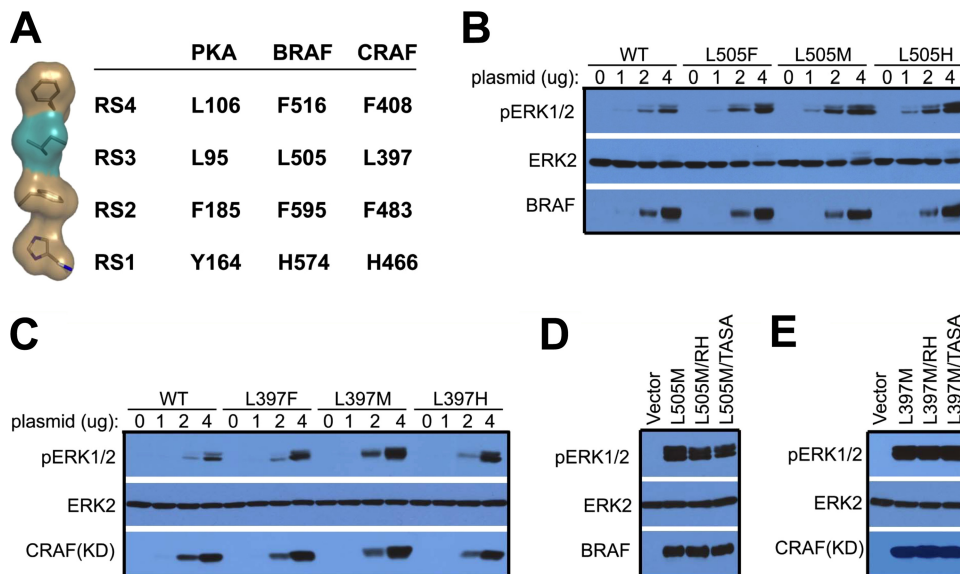 A
PKA BRAF CRAF
RS4 L106 F516 F408
RS3 L95 L505 L397
RS2 F185 F595 F483
RS1 Y164 H574 H466
B
WT L505F L505M L505H
plasmid (ug): 0 1 2 4 0 1 2 4 0 1 2 4 0 1 2 4
pERK1/2
ERK2
BRAF
C
WT L397F L397M L397H
plasmid (ug): 0 1 2 4 0 1 2 4 0 1 2 4 0 1 2 4
pERK1/2
ERK2
CRAF(KD)
D
Vector
L505M
L505M/RH
L505M/TASA
pERK1/2
ERK2
BRAF
E
Vector
L397M
L397M/RH
L397M/TASA
pERK1/2
ERK2
CRAF(KD)